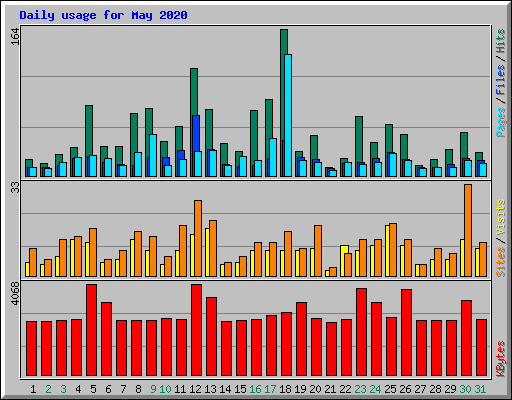 Daily usage for May 2020
164
Pages / Files / Hits
33
Sites / Visits
4068
KBytes
1 2 3 4 5 6 7 8 9 10 11 12 13 14 15 16 17 18 19 20 21 22 23 24 25 26 27 28 29 30 31